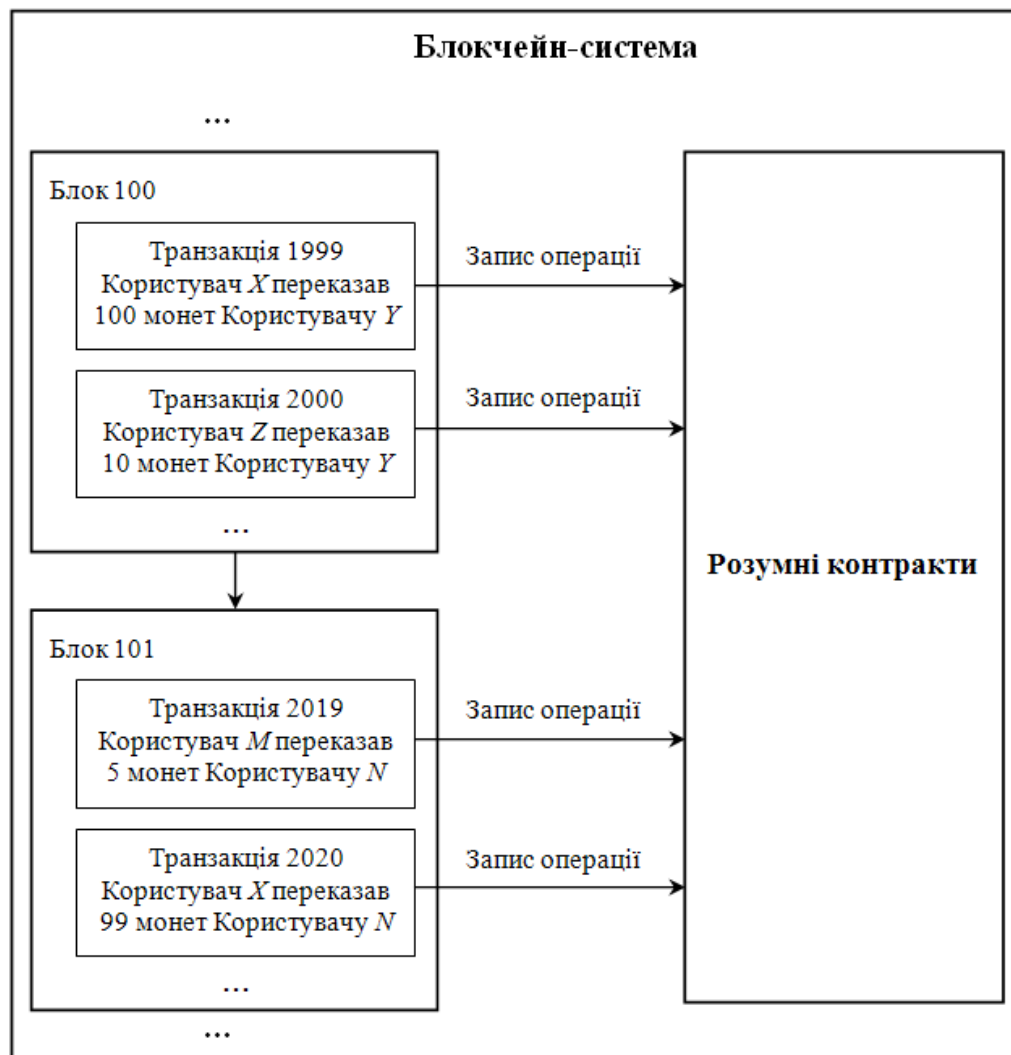 Блокчейн-система
...
Блок 100
Транзакція 1999
Користувач X переказав
100 монет Користувачу Y
Запис операції
Транзакція 2000
Користувач Z переказав
10 монет Користувачу Y
Запис операції
...
Розумні контракти
Блок 101
Транзакція 2019
Користувач M переказав
5 монет Користувачу N
Запис операції
Транзакція 2020
Користувач X переказав
99 монет Користувачу N
Запис операції
...
...